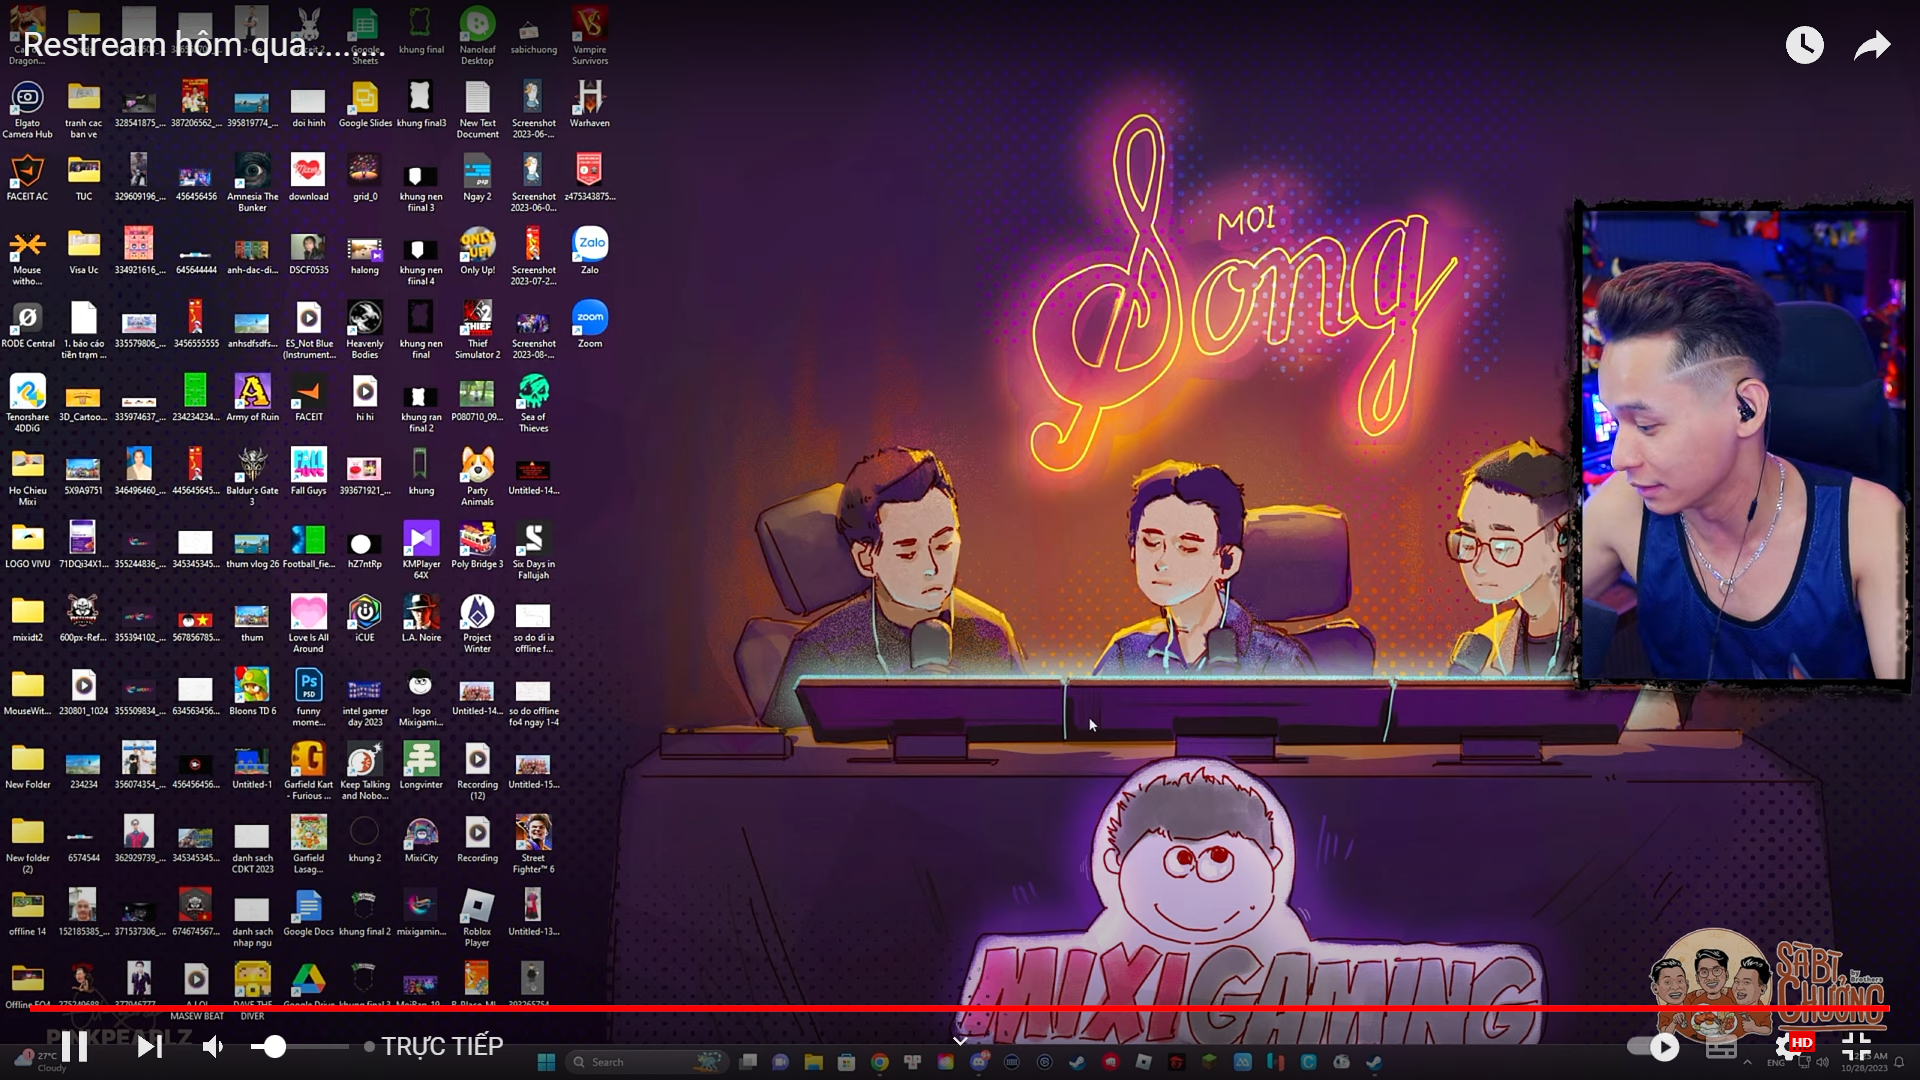 Restream hôm qua.........
khung final
Nanoleaf
Desktop
sabichuong
Vampire
Survivors
Dragon...
Sheets
Elgato
Camera Hub
tranh cac
ban ve
328541875_...
387206562_...
395819774_...
doi hinh
Google Slides
khung final3
New Text
Document
Screenshot
2023-06-...
Warhaven
FACEIT AC
TUC
329609196_...
456456456
Amnesia The
Bunker
download
grid_0
khung nen
fiinal 3
Ngay 2
Screenshot
2023-06-0...
z475343875...
Mouse
witho...
Visa Uc
334921616_...
645644444
anh-dac-di...
DSCF0535
halong
khung nen
fiinal 4
Only Up!
Screenshot
2023-07-2...
Zalo
RODE Central
1. báo cáo
tiền trạm ...
335579806_...
3456555555
anhsdfsdfs...
ES_Not Blue
(Instrument...
Heavenly
Bodies
khung nen
final
Thief
Simulator 2
Screenshot
2023-08-...
Zoom
Tenorshare
4DDiG
3D_Cartoo...
335974637_...
234234234...
Army of Ruin
FACEIT
hi hi
khung ran
final 2
P080710_09...
Sea of
Thieves
Ho Chieu
Mixi
5X9A9751
346496460_...
445645645...
Baldur's Gate
3
Fall Guys
393671921_...
khung
Party
Animals
Untitled-14...
LOGO VIVU
71DQi34X1...
355244836_...
345345345...
thum vlog 26
Football_fie...
hZ7ntRp
KMPlayer
64X
Poly Bridge 3
Six Days in
Fallujah
mixidt2
600px-Ref...
355394102_...
567856785...
thum
Love Is All
Around
iCUE
L.A. Noire
Project
Winter
so do di ia
offline f...
MouseWit...
230801_1024
355509834_...
634563456...
Bloons TD 6
funny
mome...
intel gamer
day 2023
logo
Mixigami...
Untitled-14...
so do offline
fo4 ngay 1-4
New Folder
234234
356074354_...
456456456...
Untitled-1
Garfield Kart
- Furious ...
Keep Talking
and Nobo...
Longvinter
Recording
(12)
Untitled-15...
New folder
(2)
6574544
362929739_...
345345345...
danh sach
CDKT 2023
Garfield
Lasag...
khung 2
MixiCity
Recording
Street
Fighter™ 6
offline 14
152185385_...
371537306_...
674674567...
danh sach
nhap ngu
Google Docs
khung final 2
mixigamin...
Roblox
Player
Untitled-13...
Offline FO4
MASEW BEAT
DAVE THE
DIVER
MOI
Song
MIXIGAMING
SABI
by Brothers
CHƯỚNG
PINKPEARLZ
TRỰC TIẾP
HD
27°C
Cloudy
Search
ENG
10/28/2023